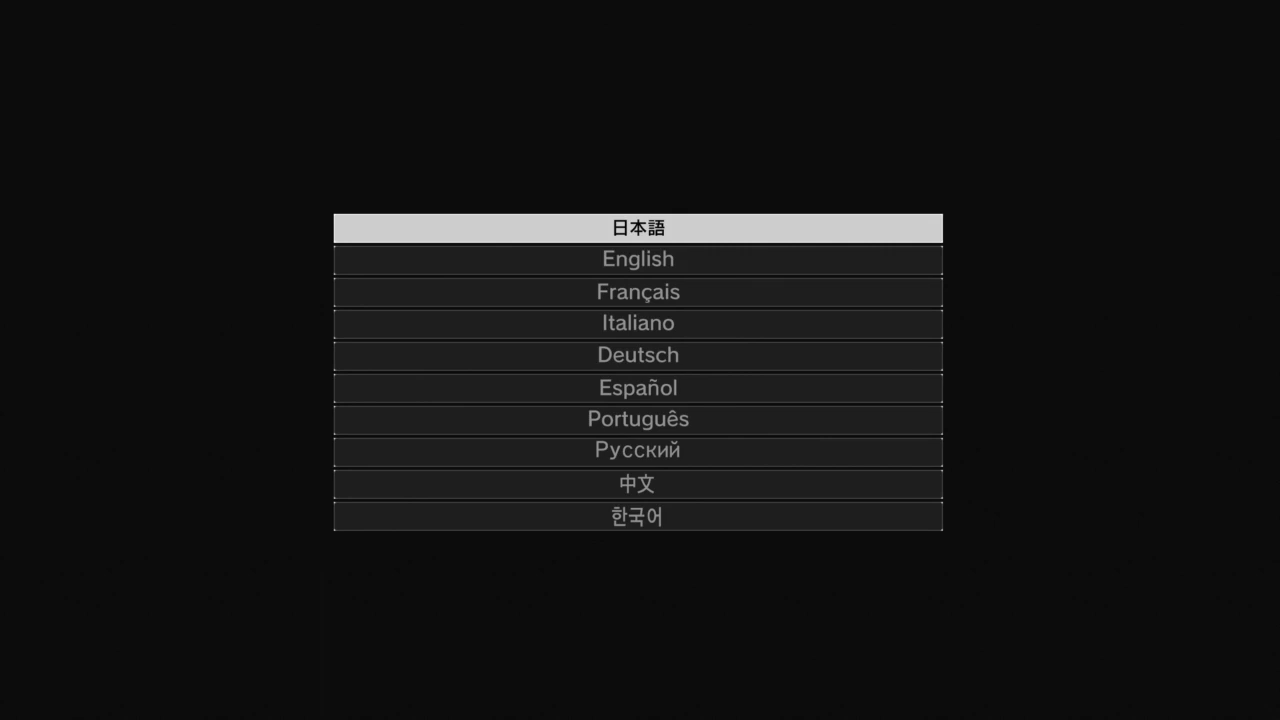 日本語
English
Français
Italiano
Deutsch
Español
Português
Русский
中文
한국어